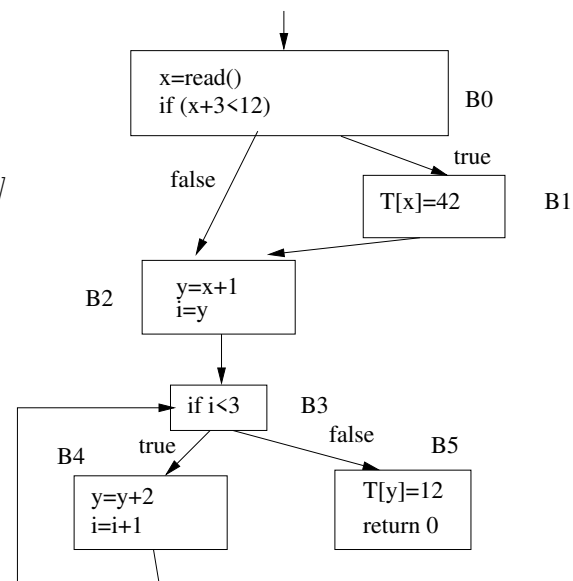 x=read()
if (x+3<12)
B0
false
true
T[x]=42
B1
B2
y=x+1
i=y
if i<3
B3
true
false
B4
B5
y=y+2
i=i+1
T[y]=12
return 0